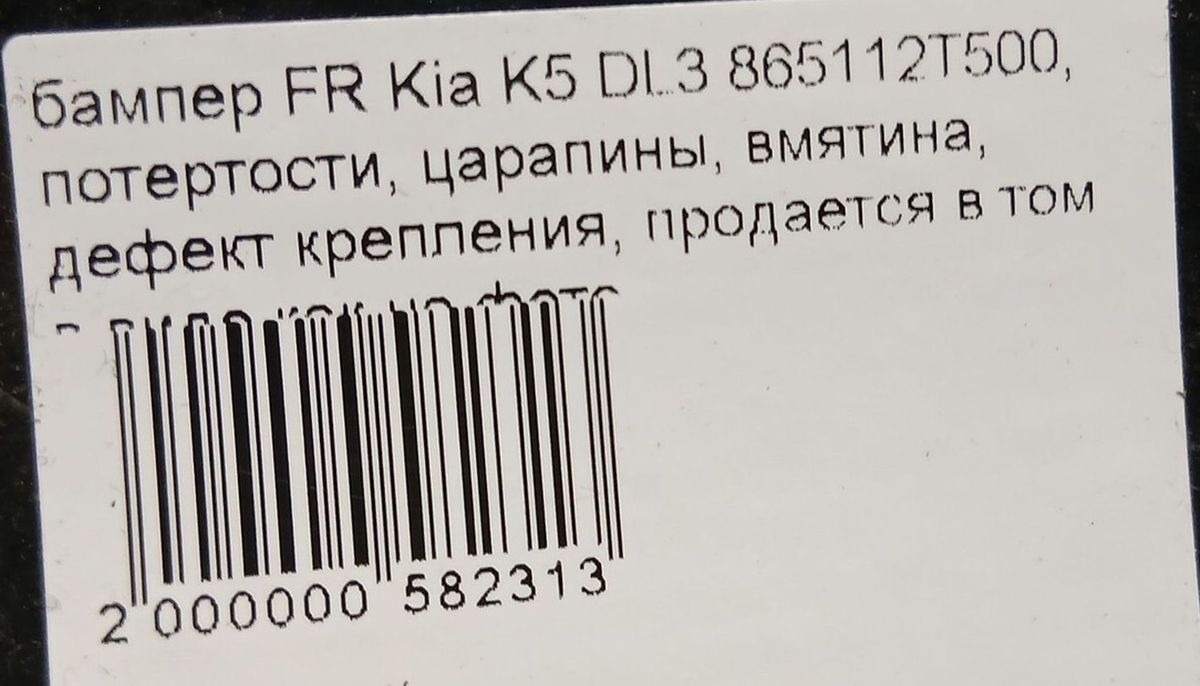 бампер FR Kia K5 DL3 865112T500,
потертости, царапины, вмятина,
дефект крепления, продается в том
2 000000 582313